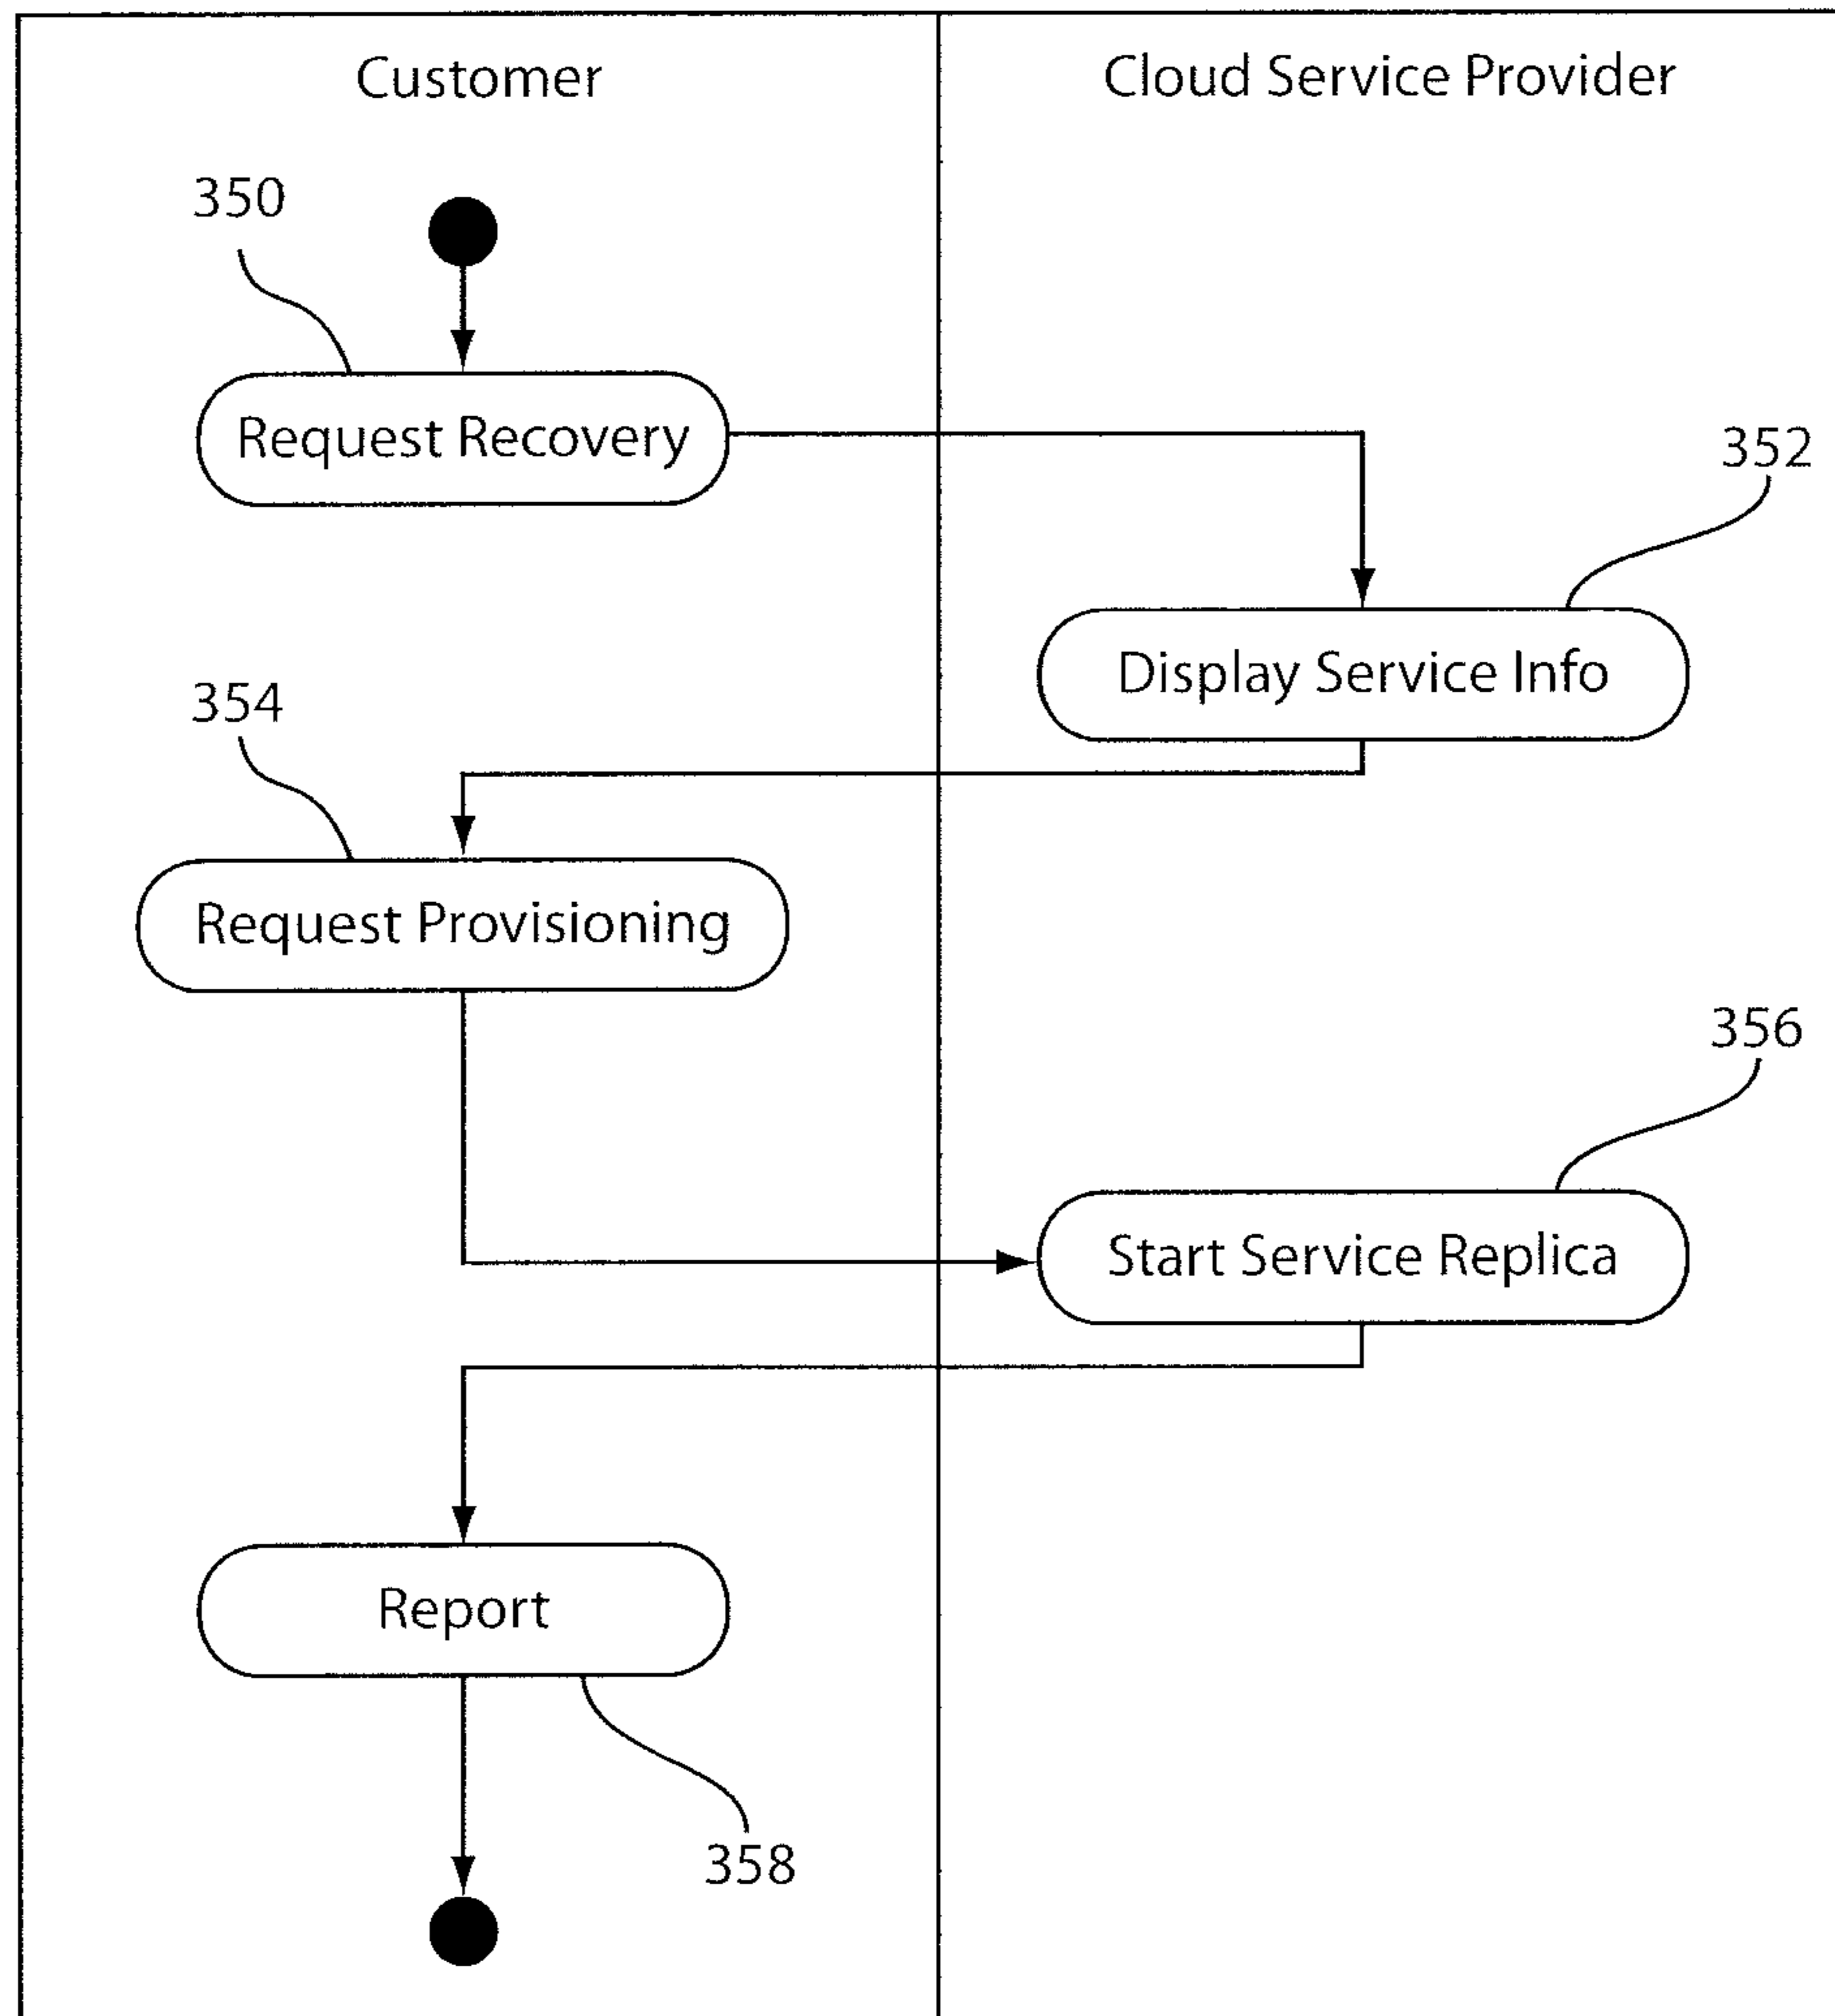 Customer
Cloud Service Provider
350
Request Recovery
352
Display Service Info
354
Request Provisioning
356
Start Service Replica
Report
358